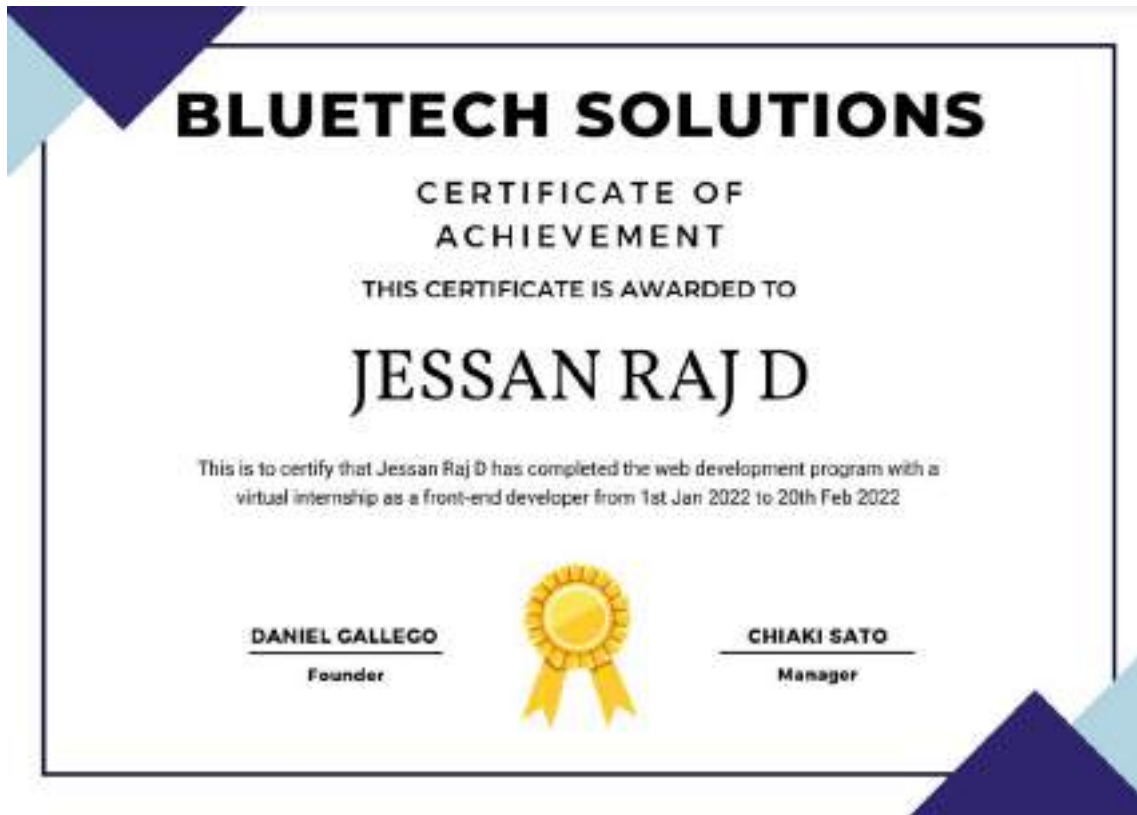 BLUETECH SOLUTIONS
CERTIFICATE OF
ACHIEVEMENT
THIS CERTIFICATE IS AWARDED TO
JESSAN RAJ D
This is to certify that Jessan Raj D has completed the web development program with a
virtual internship as a front-end developer from 1st Jan 2022 to 20th Feb 2022
DANIEL GALLEGO
Founder
CHIAKI SATO
Manager